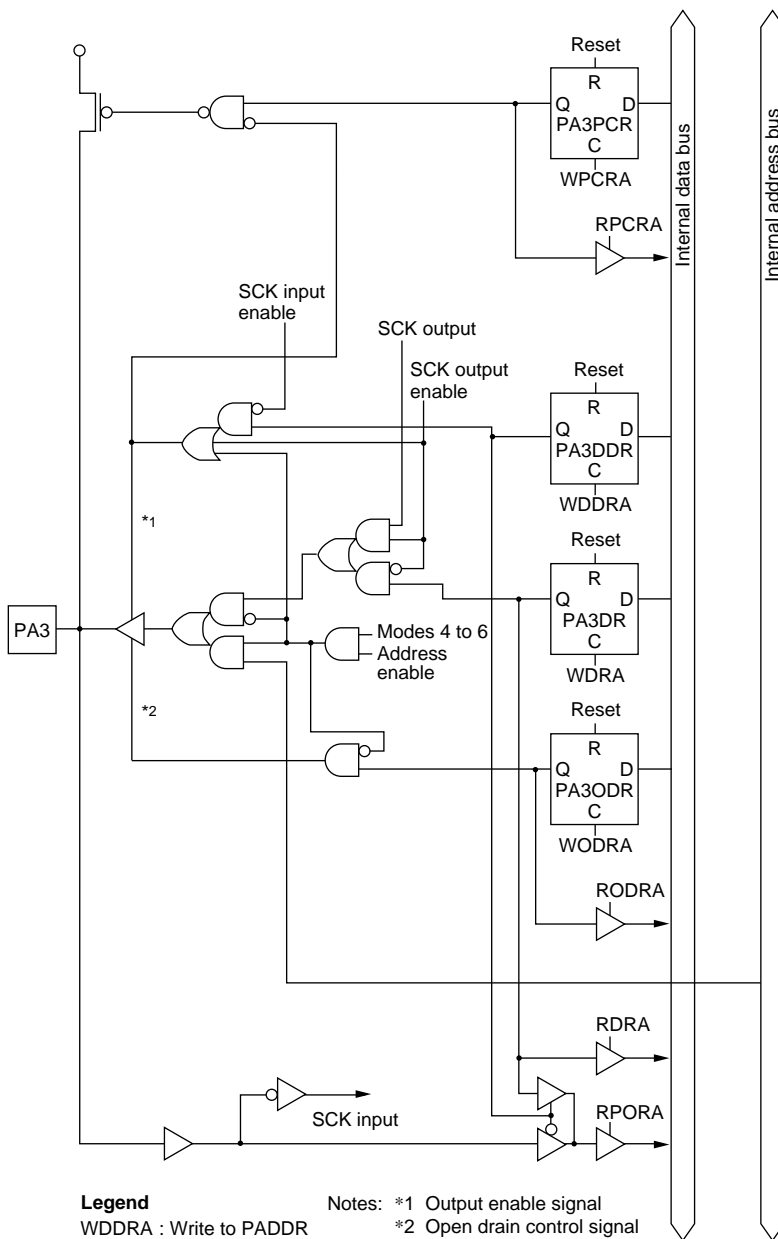 Reset
R
Q D
PA3PCR
C
WPCRA
RPCRA
Internal data bus
Internal address bus
SCK input
enable
SCK output
SCK output
enable
Reset
R
Q D
PA3DDR
C
WDDRA
*1
Reset
R
Q D
PA3DR
C
WDRA
PA3
Modes 4 to 6
Address
enable
*2
Reset
R
Q D
PA3ODR
C
WODRA
RODRA
RDRA
SCK input
RPORA
Legend
WDDRA : Write to PADDR
Notes: *1 Output enable signal
*2 Open drain control signal